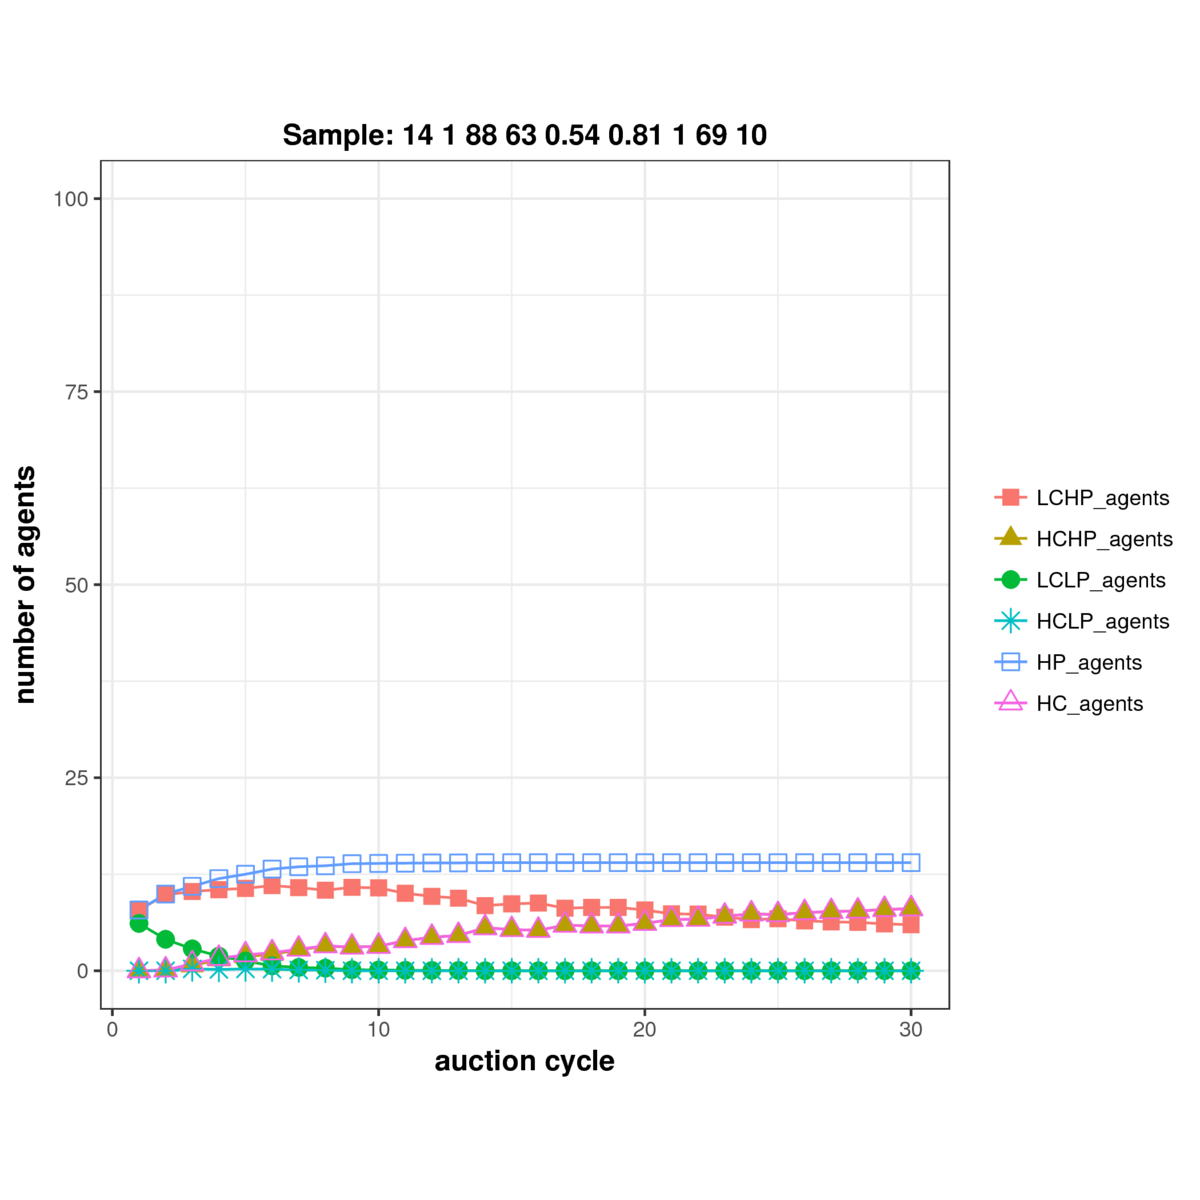 Sample: 14 1 88 63 0.54 0.81 1 69 10
100
75
50
25
0
number of agents
0 10 20 30
auction cycle
LCHP_agents
HCHP_agents
LCLP_agents
HCLP_agents
HP_agents
HC_agents